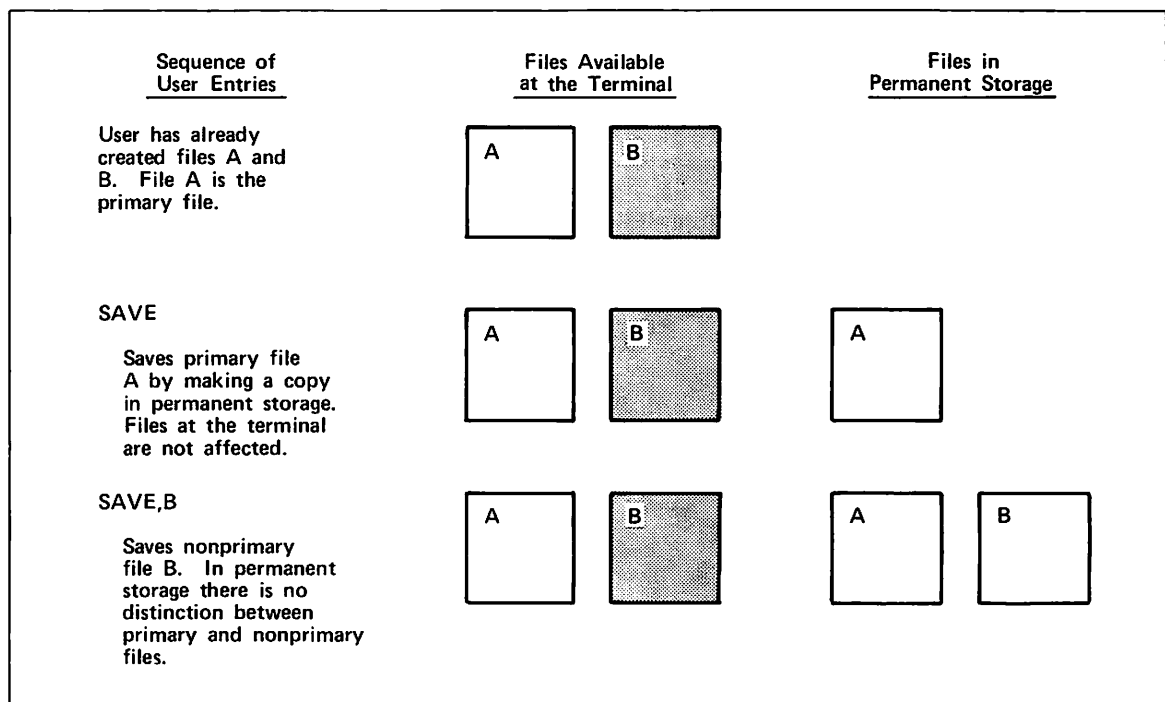 Sequence of
User Entries
Files Available
at the Terminal
Files in
Permanent Storage
User has already
created files A and
B. File A is the
primary file.
A
B
SAVE
Saves primary file
A by making a copy
in permanent storage.
Files at the terminal
are not affected.
A
B
A
SAVE,B
Saves nonprimary
file B. In permanent
storage there is no
distinction between
primary and nonprimary
files.
A
B
A
B